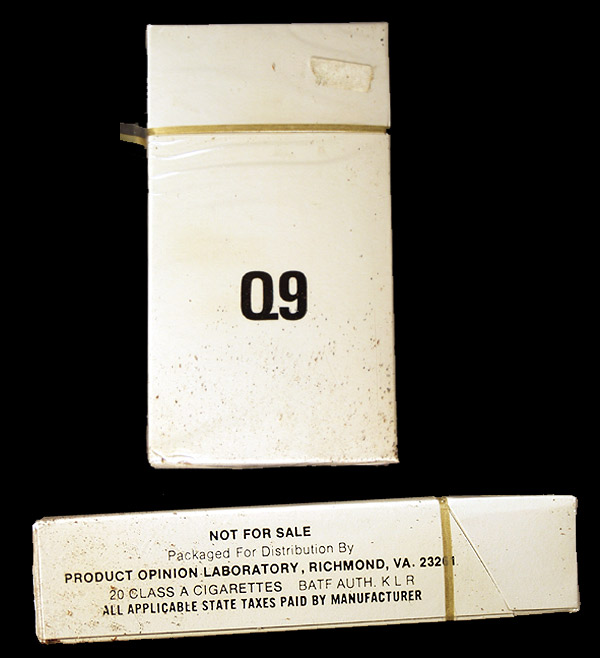 Q9
NOT FOR SALE
Packaged For Distribution By
PRODUCT OPINION LABORATORY, RICHMOND, VA. 23261
20 CLASS A CIGARETTES BATF AUTH. K L R
ALL APPLICABLE STATE TAXES PAID BY MANUFACTURER